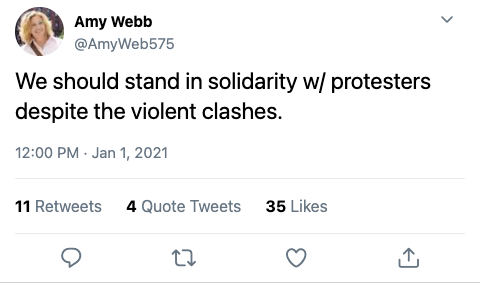 Amy Webb
@AmyWeb575
We should stand in solidarity w/ protesters
despite the violent clashes.
12:00 PM · Jan 1, 2021
11 Retweets 4 Quote Tweets 35 Likes